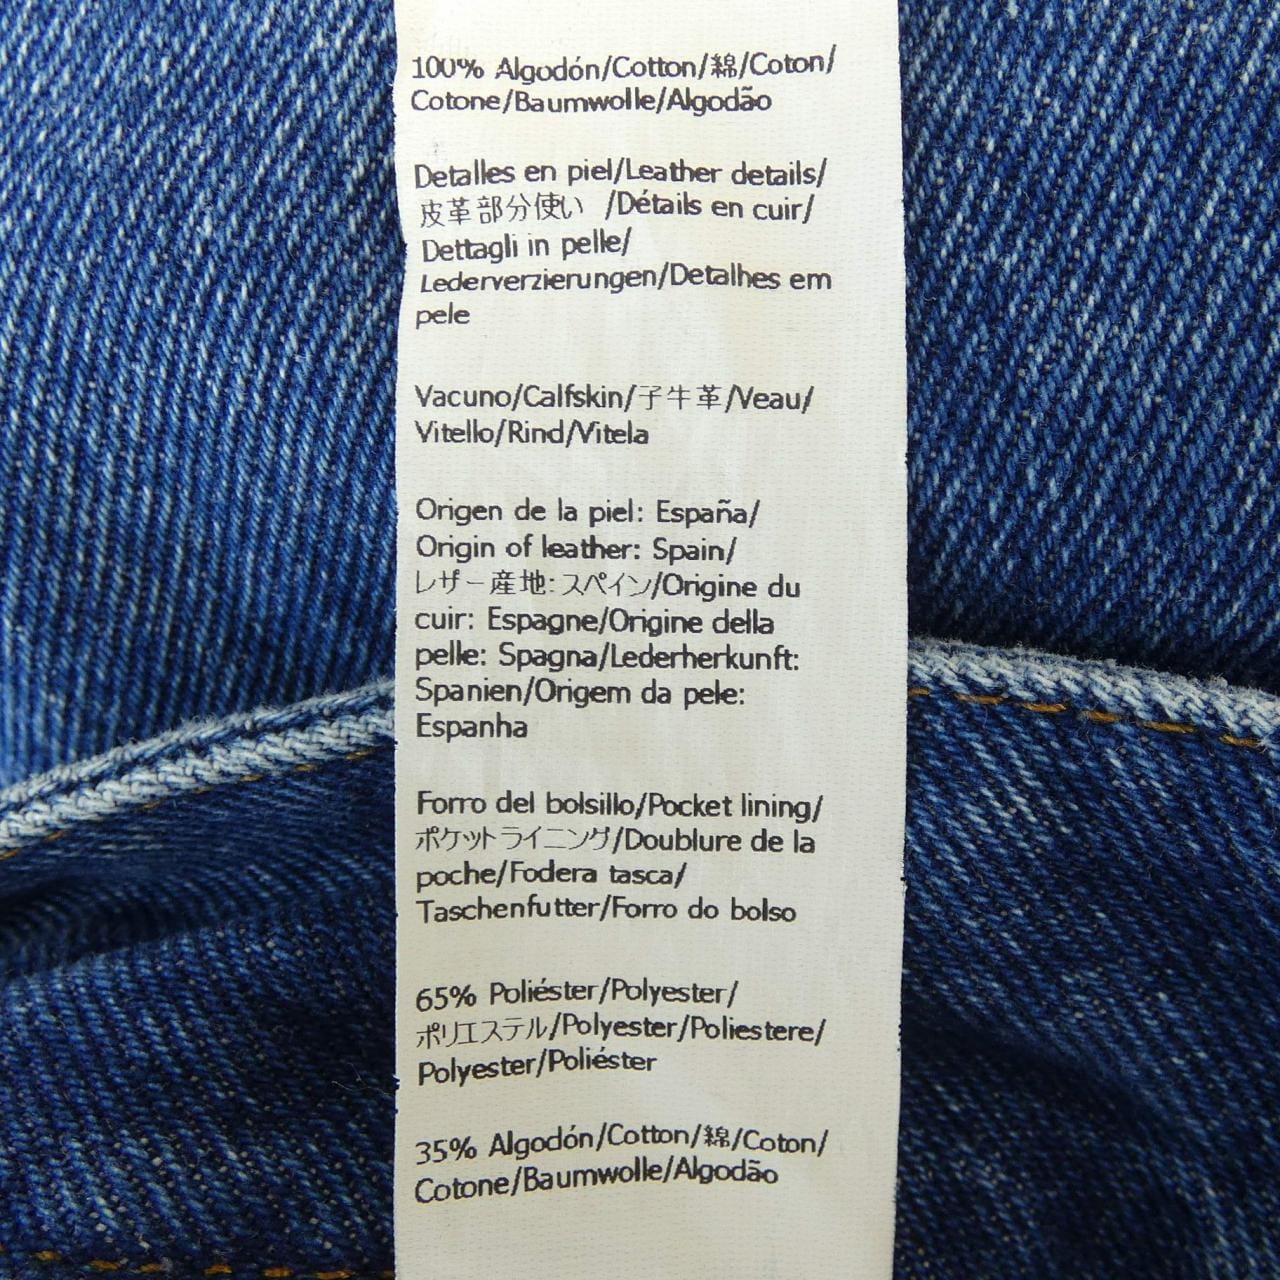 100% Algodón/Cotton/綿/Coton/
Cotone/Baumwolle/Algodão
Detalles en piel/Leather details/
皮革部分使い /Détails en cuir/
Dettagli in pelle/
Lederverzierungen/Detalhes em
pele
Vacuno/Calfskin/子牛革/Veau/
Vitello/Rind/Vitela
Origen de la piel: España/
Origin of leather: Spain/
レザー産地:スペイン/Origine du
cuir: Espagne/Origine della
pelle: Spagna/Lederherkunft:
Spanien/Origem da pele:
Espanha
Forro del bolsillo/Pocket lining/
ポケットライニング/Doublure de la
poche/Fodera tasca/
Taschenfutter/Forro do bolso
65% Poliéster/Polyester/
ポリエステル/Polyester/Poliestere/
Polyester/Poliéster
35% Algodón/Cotton/綿/Coton/
Cotone/Baumwolle/Algodão